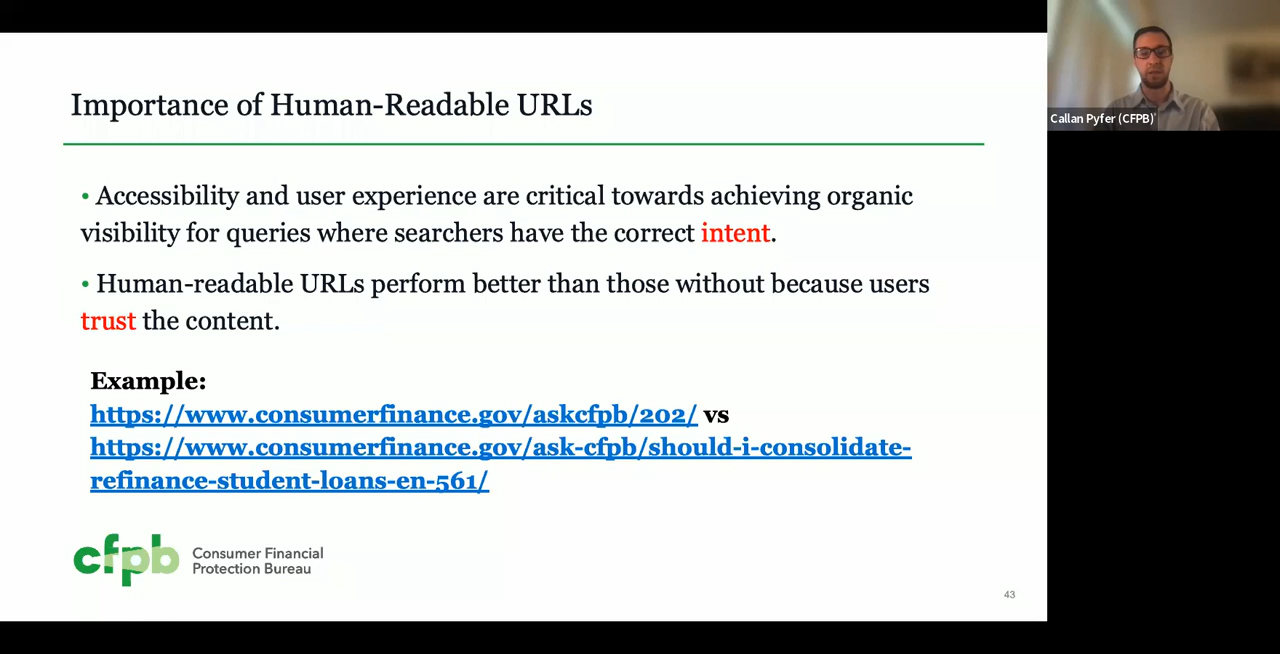 Importance of Human-Readable URLs
• Accessibility and user experience are critical towards achieving organic
visibility for queries where searchers have the correct intent.
• Human-readable URLs perform better than those without because users
trust the content.
Example:
https://www.consumerfinance.gov/askcfpb/202/ vs
https://www.consumerfinance.gov/ask-cfpb/should-i-consolidate-
refinance-student-loans-en-561/
cfpb
Consumer Financial
Protection Bureau
43
Callan Pyfer (CFPB)